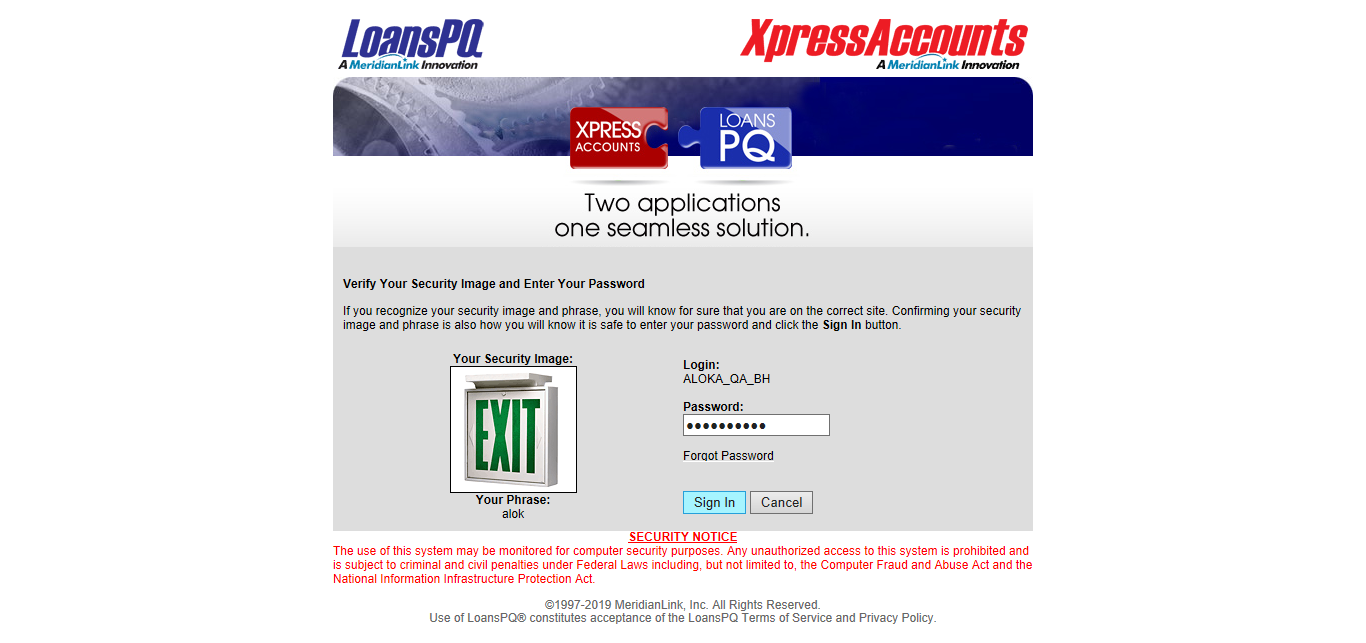 LoansPQ
A MeridianLink Innovation
XpressAccounts
A MeridianLink Innovation
XPRESS
ACCOUNTS
LOANS
PQ
Two applications
one seamless solution.
Verify Your Security Image and Enter Your Password
If you recognize your security image and phrase, you will know for sure that you are on the correct site. Confirming your security
image and phrase is also how you will know it is safe to enter your password and click the Sign In button.
Your Security Image:
EXIT
Your Phrase:
alok
Login:
ALOKA_QA_BH
Password:
●●●●●●●●●●
Forgot Password
Sign In
Cancel
SECURITY NOTICE
The use of this system may be monitored for computer security purposes. Any unauthorized access to this system is prohibited and
is subject to criminal and civil penalties under Federal Laws including, but not limited to, the Computer Fraud and Abuse Act and the
National Information Infrastructure Protection Act.
©1997-2019 MeridianLink, Inc. All Rights Reserved.
Use of LoansPQ® constitutes acceptance of the LoansPQ Terms of Service and Privacy Policy.